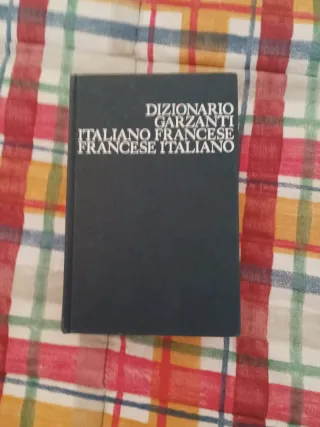 DIZIONARIO
GARZANTI
ITALIANO FRANCESE
FRANCESE ITALIANO